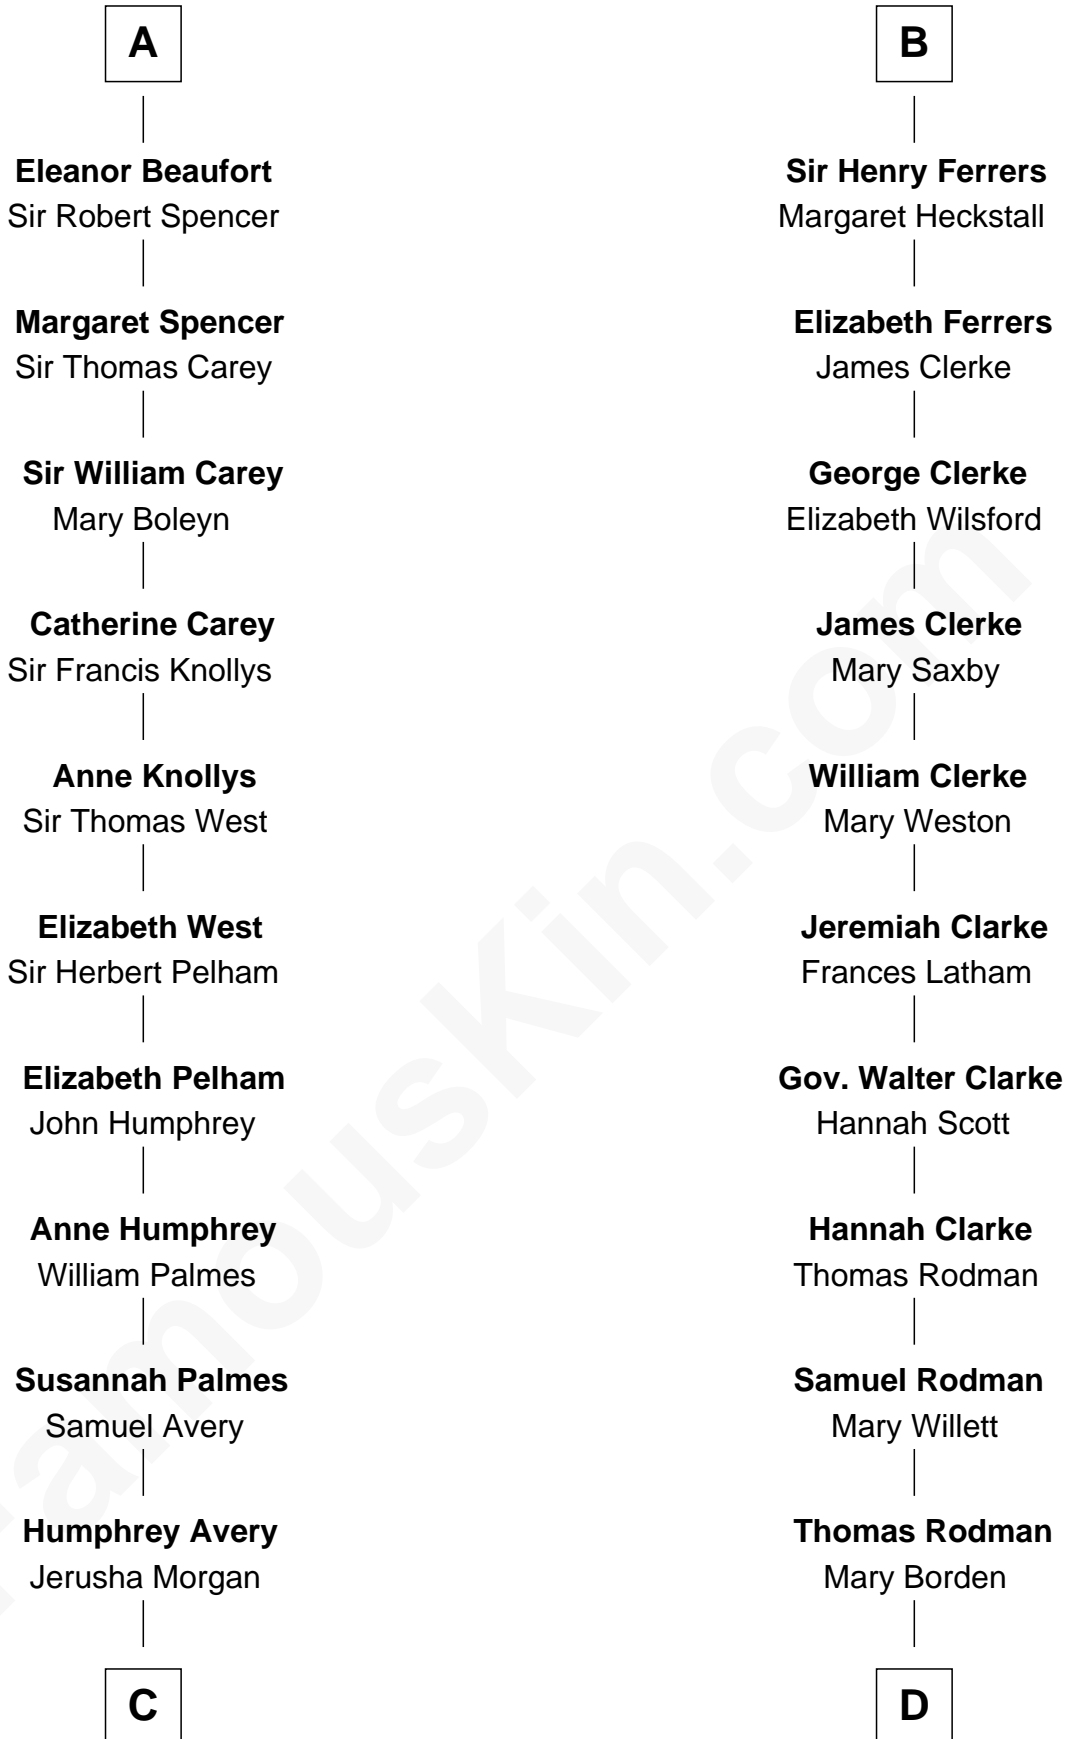 A
Eleanor Beaufort
Sir Robert Spencer
Margaret Spencer
Sir Thomas Carey
Sir William Carey
Mary Boleyn
Catherine Carey
Sir Francis Knollys
Anne Knollys
Sir Thomas West
Elizabeth West
Sir Herbert Pelham
Elizabeth Pelham
John Humphrey
Anne Humphrey
William Palmes
Susannah Palmes
Samuel Avery
Humphrey Avery
Jerusha Morgan
C
B
Sir Henry Ferrers
Margaret Heckstall
Elizabeth Ferrers
James Clerke
George Clerke
Elizabeth Wilsford
James Clerke
Mary Saxby
William Clerke
Mary Weston
Jeremiah Clarke
Frances Latham
Gov. Walter Clarke
Hannah Scott
Hannah Clarke
Thomas Rodman
Samuel Rodman
Mary Willett
Thomas Rodman
Mary Borden
D
FamousKin.com